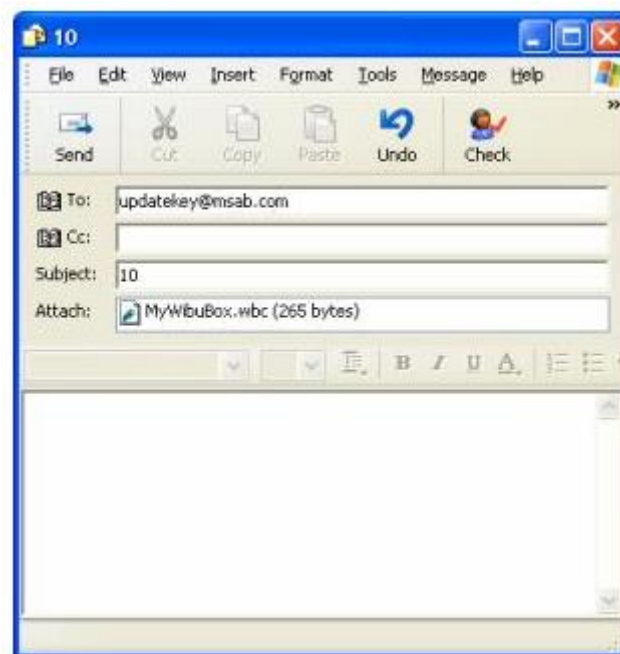 10
File Edit View Insert Format Tools Message Help
Send Cut Copy Paste Undo Check
To: updatekey@msab.com
Cc:
Subject: 10
Attach: MyWibuBox.wbc (265 bytes)
B I U A